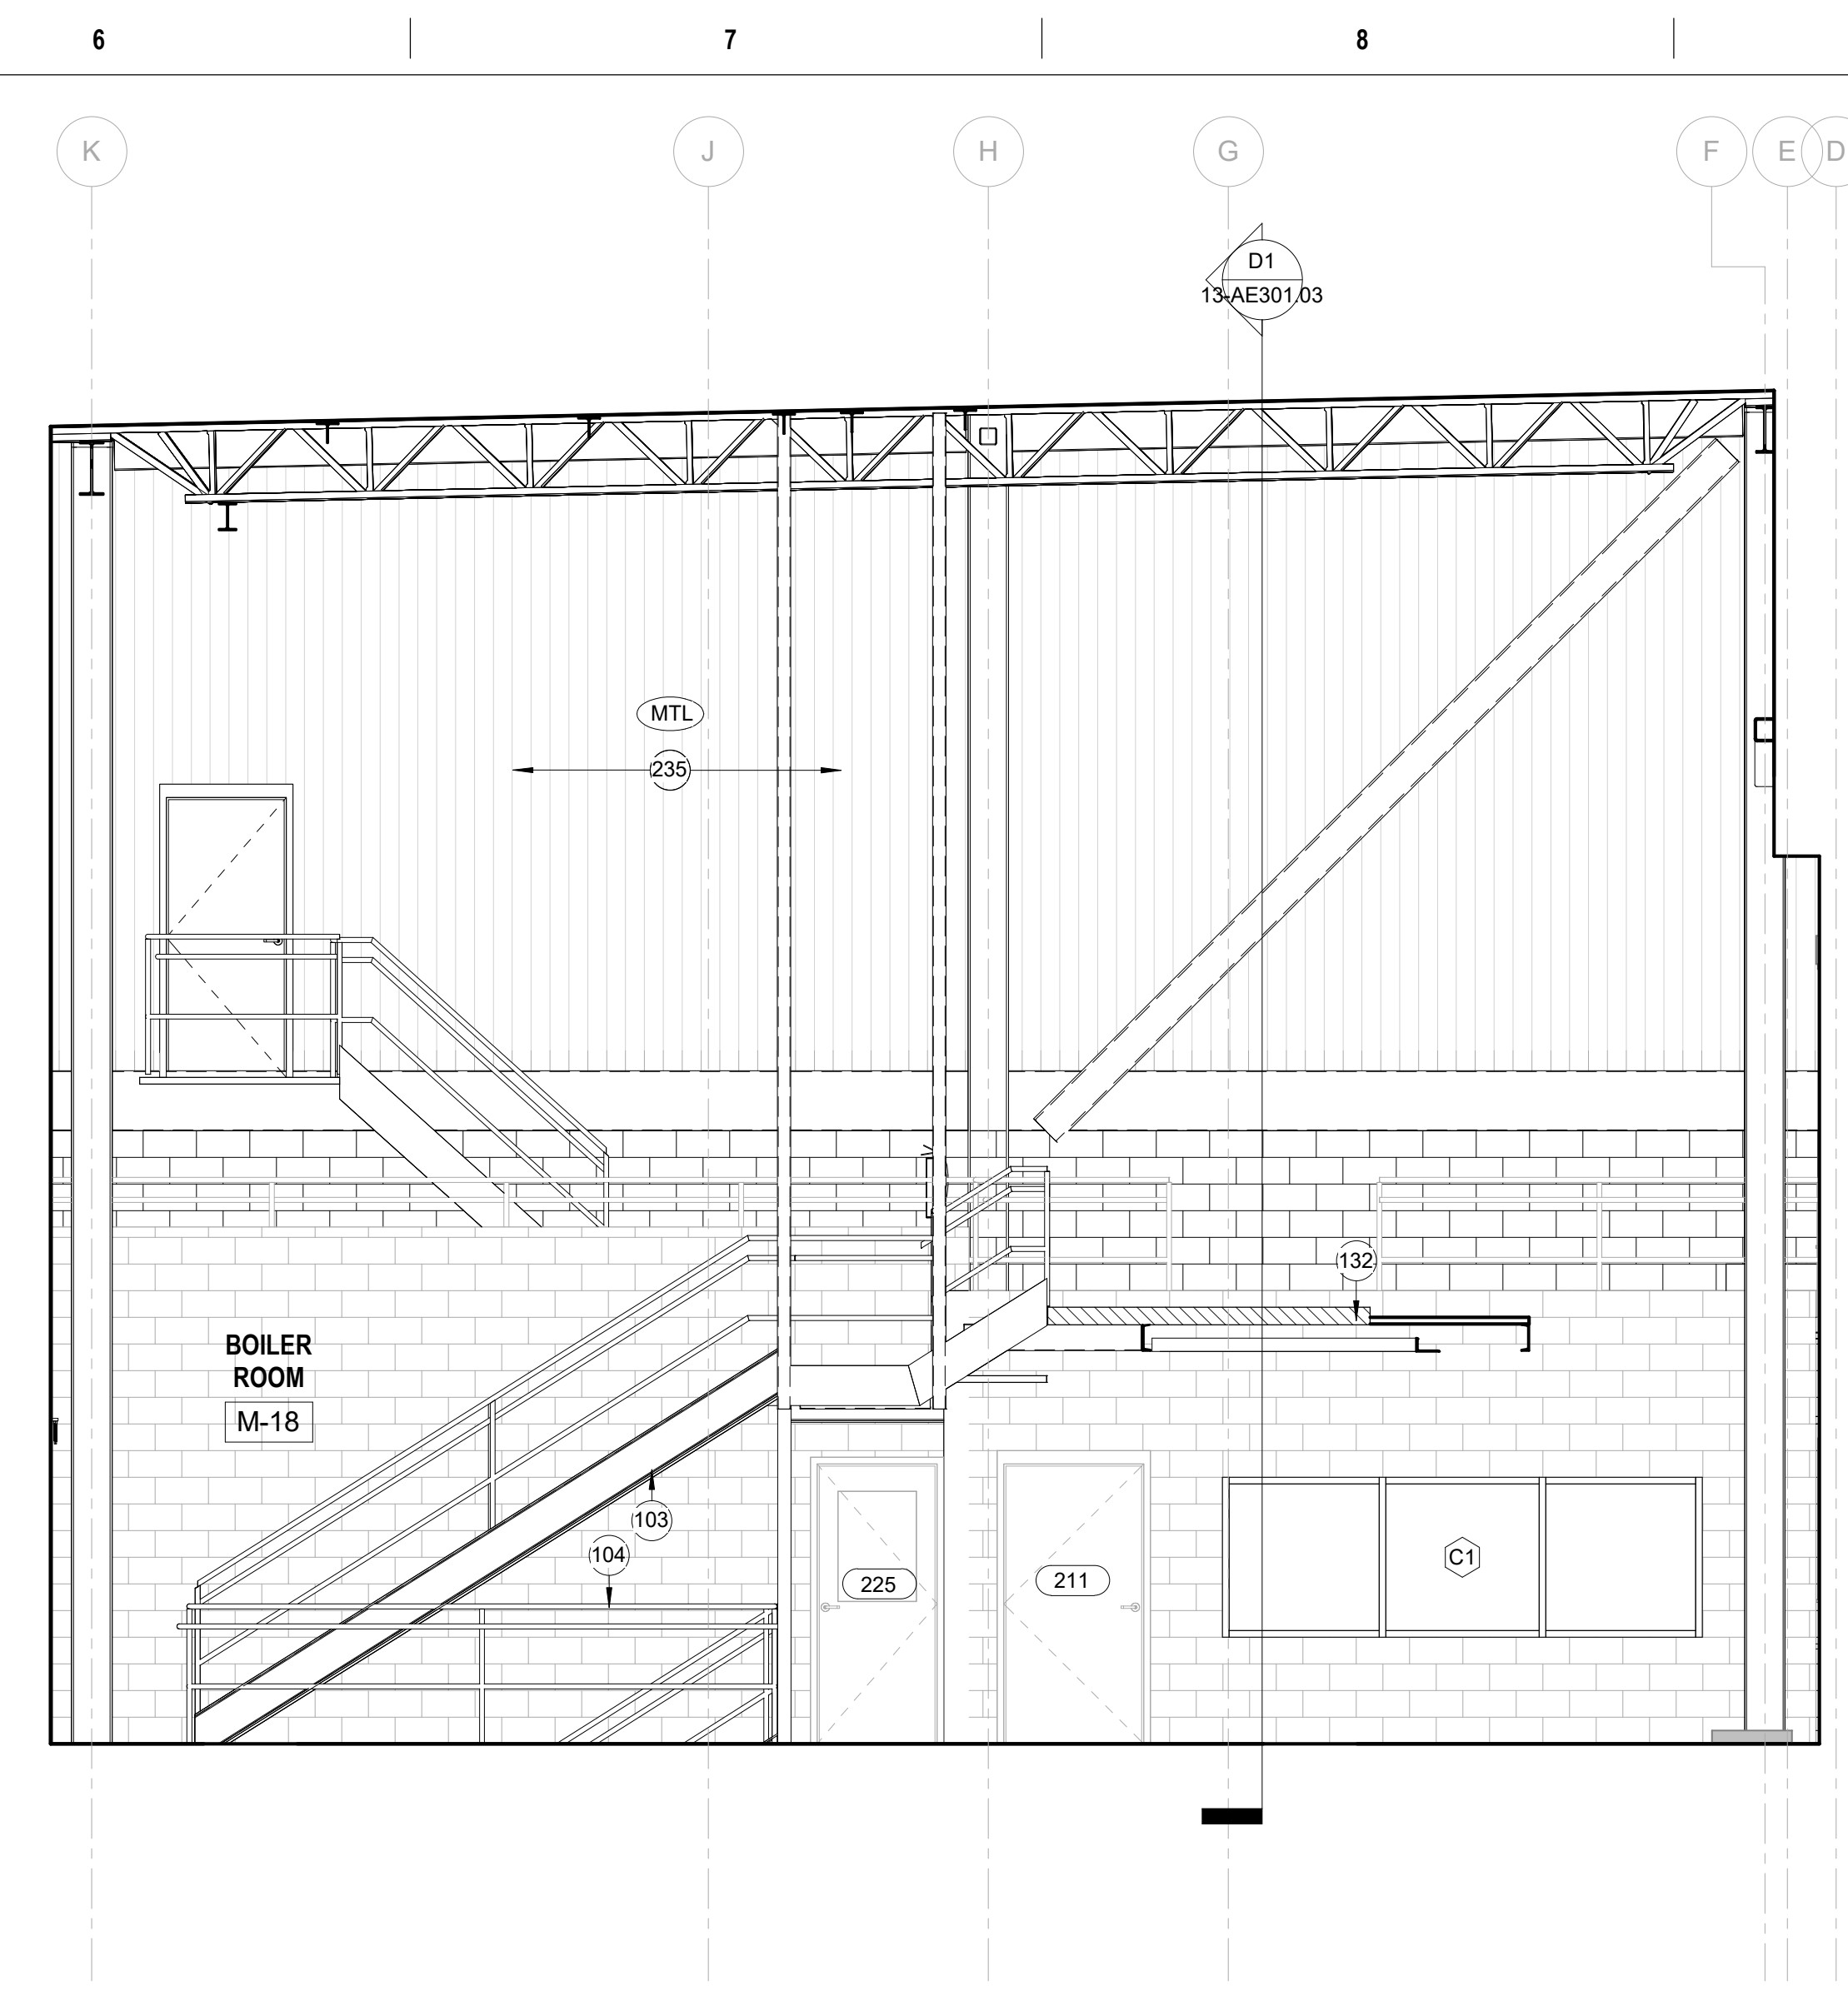 6
7
8
K
J
H
G
F
E
D
D1
13-AE301.03
MTL
235
132
BOILER
ROOM
M-18
103
104
225
211
C1